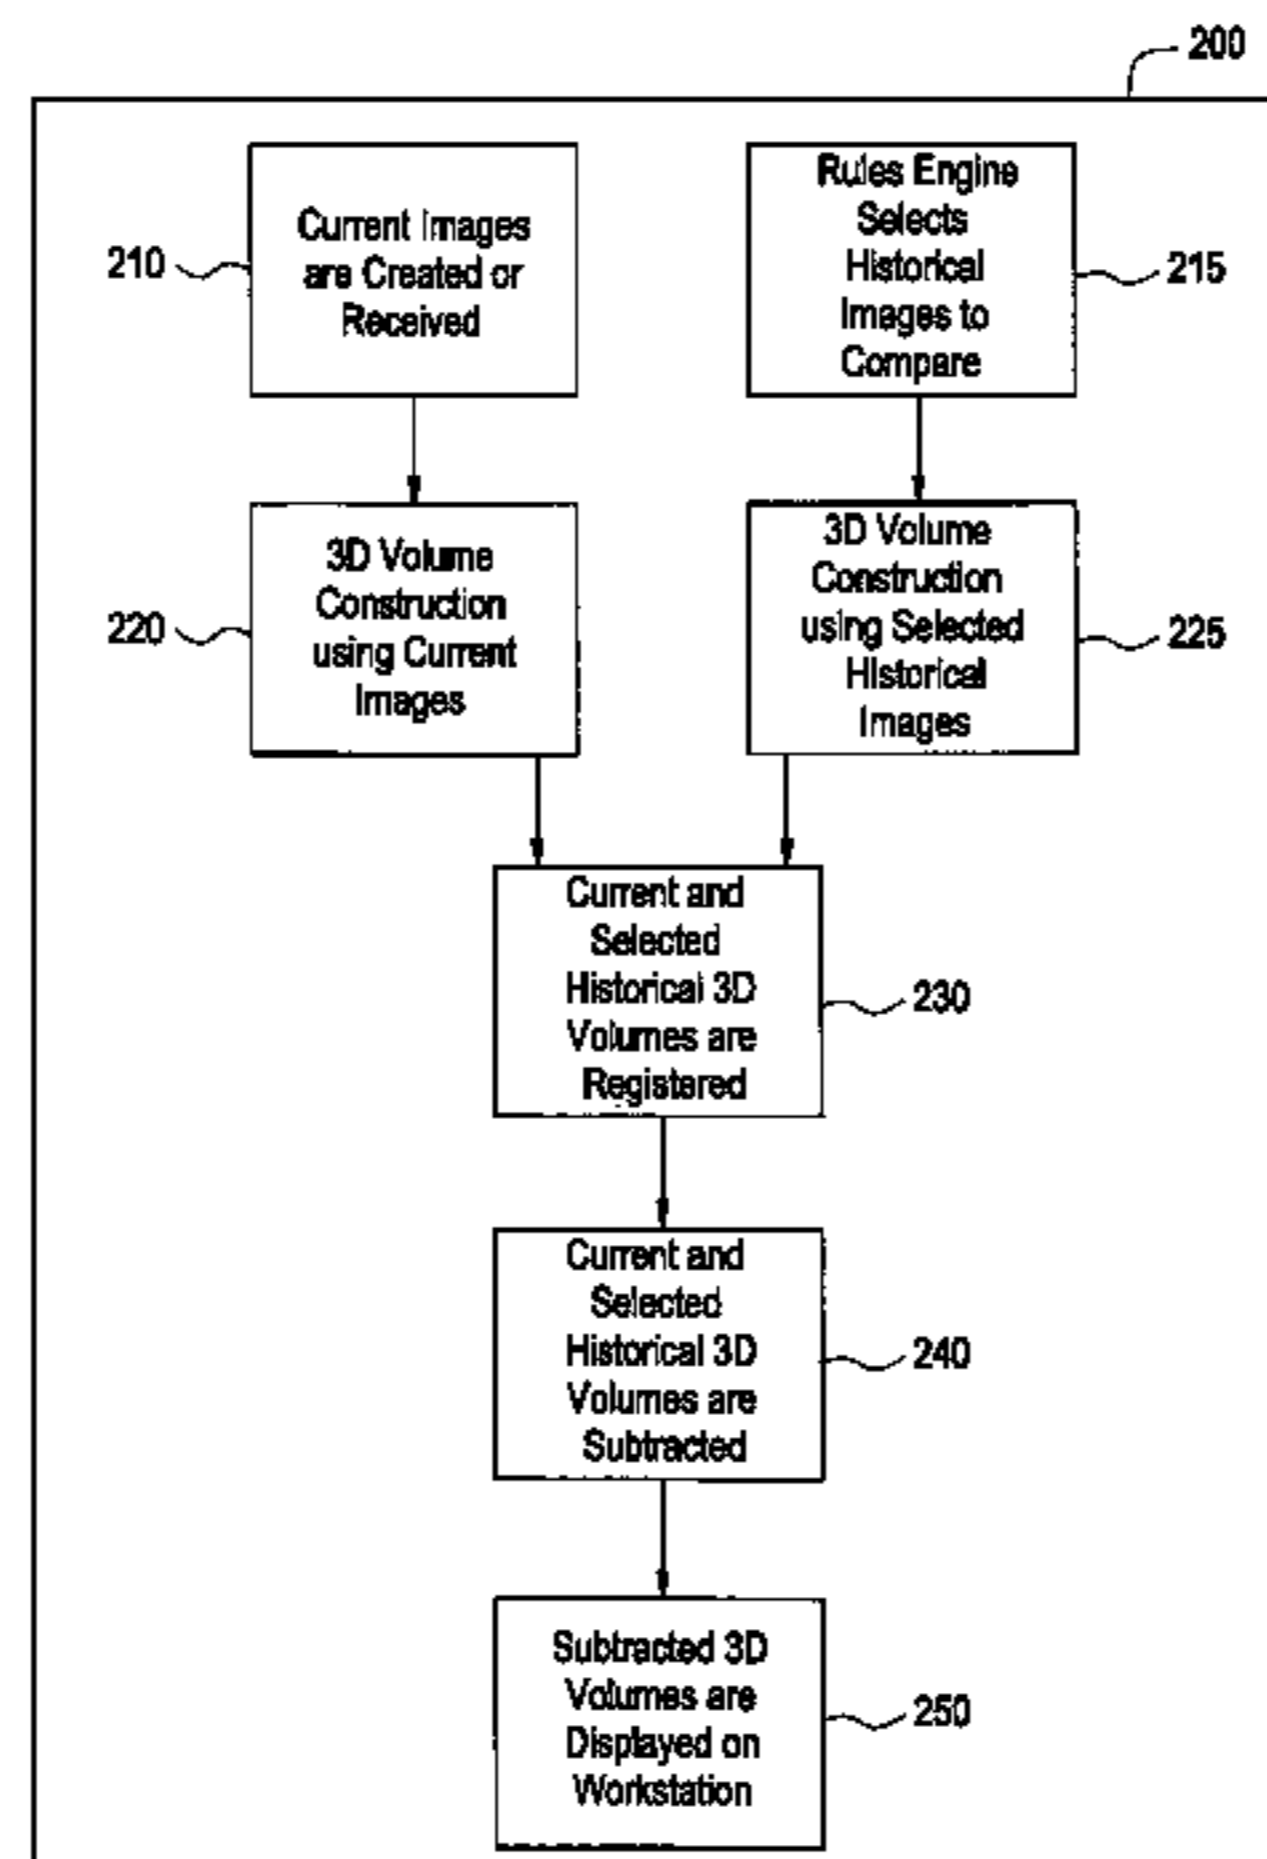 200
Current Images
are Created or
Received
210
Rules Engine
Selects
Historical
Images to
Compare
215
3D Volume
Construction
using Current
Images
220
3D Volume
Construction
using Selected
Historical
Images
225
Current and
Selected
Historical 3D
Volumes are
Registered
230
Current and
Selected
Historical 3D
Volumes are
Subtracted
240
Subtracted 3D
Volumes are
Displayed on
Workstation
250